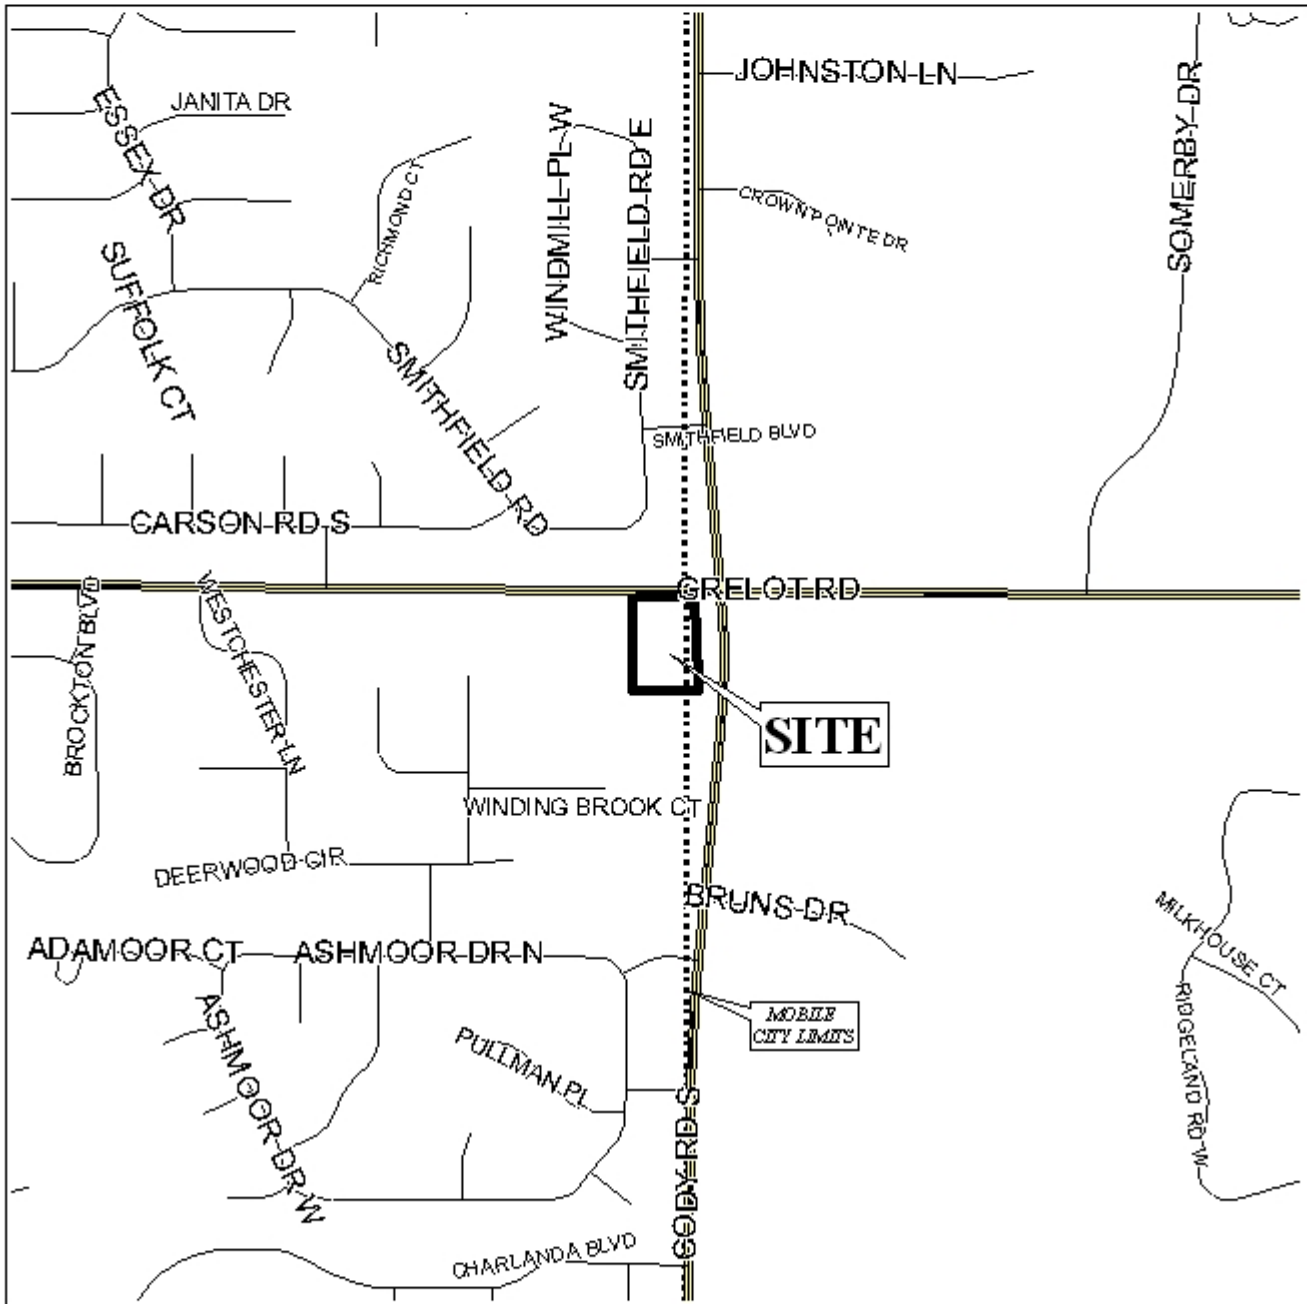 JOHNSTON LN
JANITA DR
ESSEX DR
WINDMILL PL W
SMITHFIELD RD E
SOMERBY DR
RICHMOND CT
CROWN POINTE DR
SUFFOLK CT
SMITHFIELD RD
SMITHFIELD BLVD
CARSON RD S
GRELOT RD
BROCKTON BLVD
WESTCHESTER LN
SITE
WINDING BROOK CT
DEERWOOD CIR
BRUNS DR
MILKHOUSE CT
ADAMOOR CT
ASHMOOR DR N
RIDGELAND RD W
ASHMOOR DR W
MOBILE
CITY LIMITS
PULLMAN PL
CODY RD S
CHARLANDA BLVD